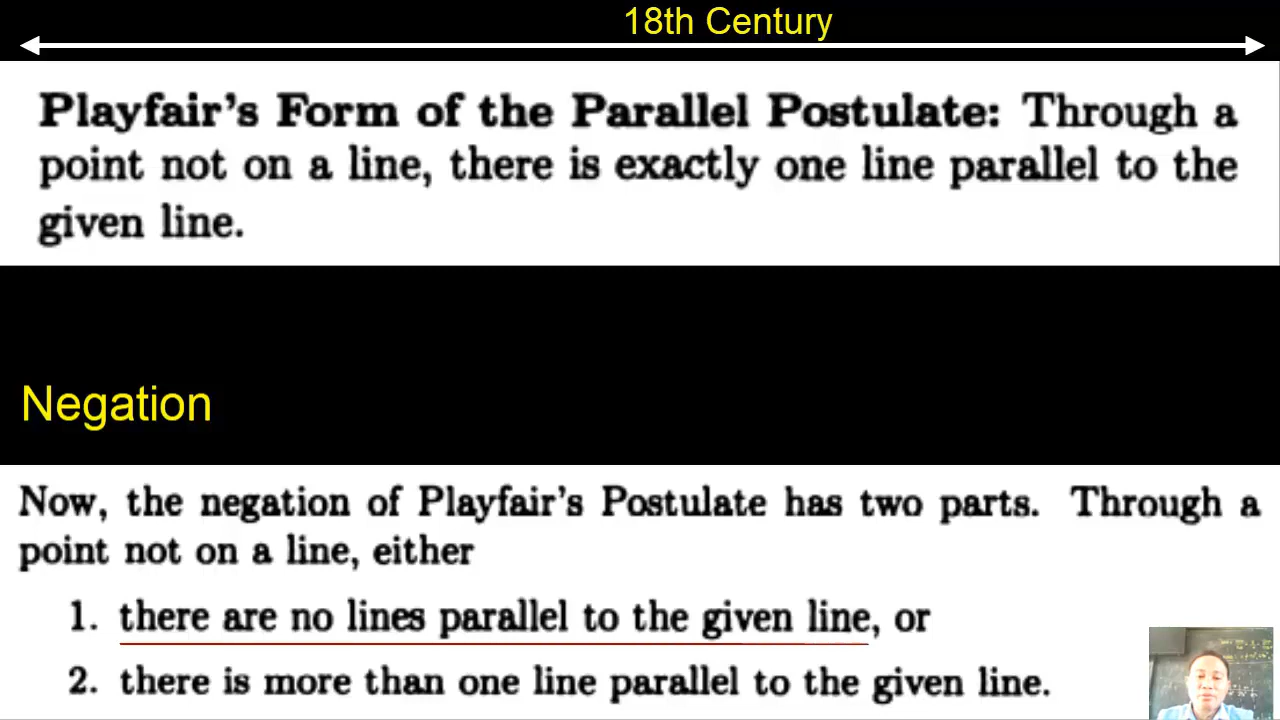 18th Century
Playfair's Form of the Parallel Postulate: Through a
point not on a line, there is exactly one line parallel to the
given line.
Negation
Now, the negation of Playfair's Postulate has two parts. Through a
point not on a line, either
1. there are no lines parallel to the given line, or
2. there is more than one line parallel to the given line.